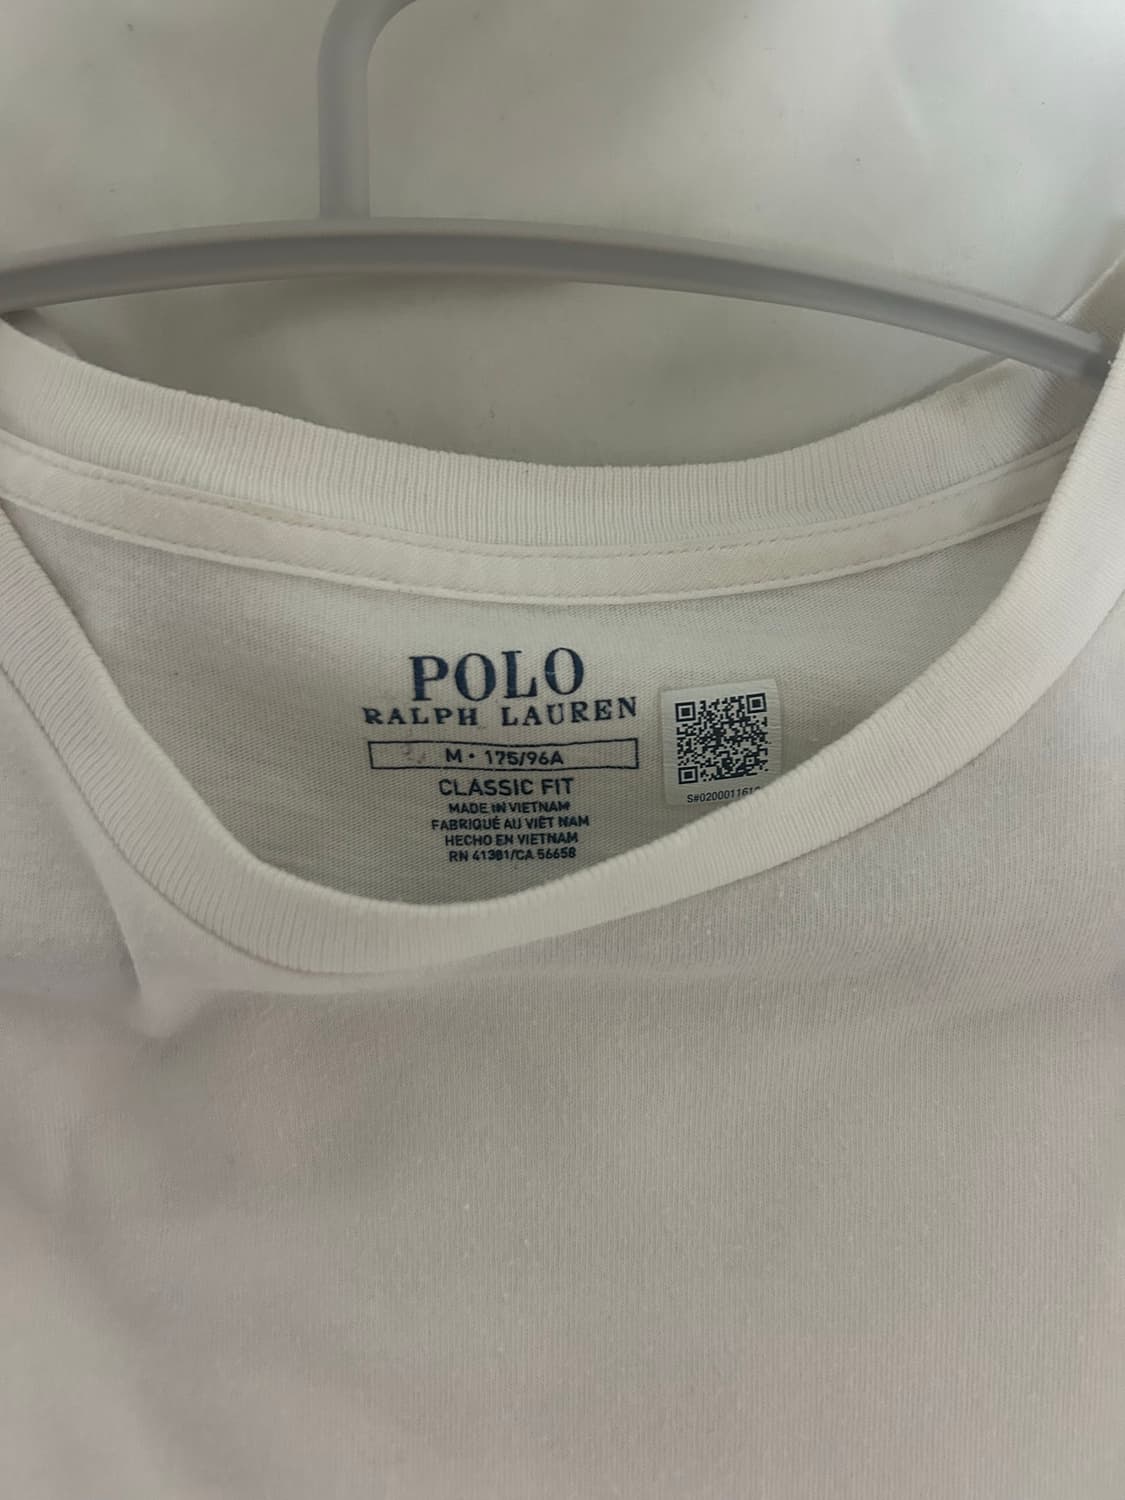 POLO
RALPH LAUREN
M • 175/96A
CLASSIC FIT
MADE IN VIETNAM
FABRIQUÉ AU VIÊT NAM
HECHO EN VIETNAM
RN 41381/CA 56658